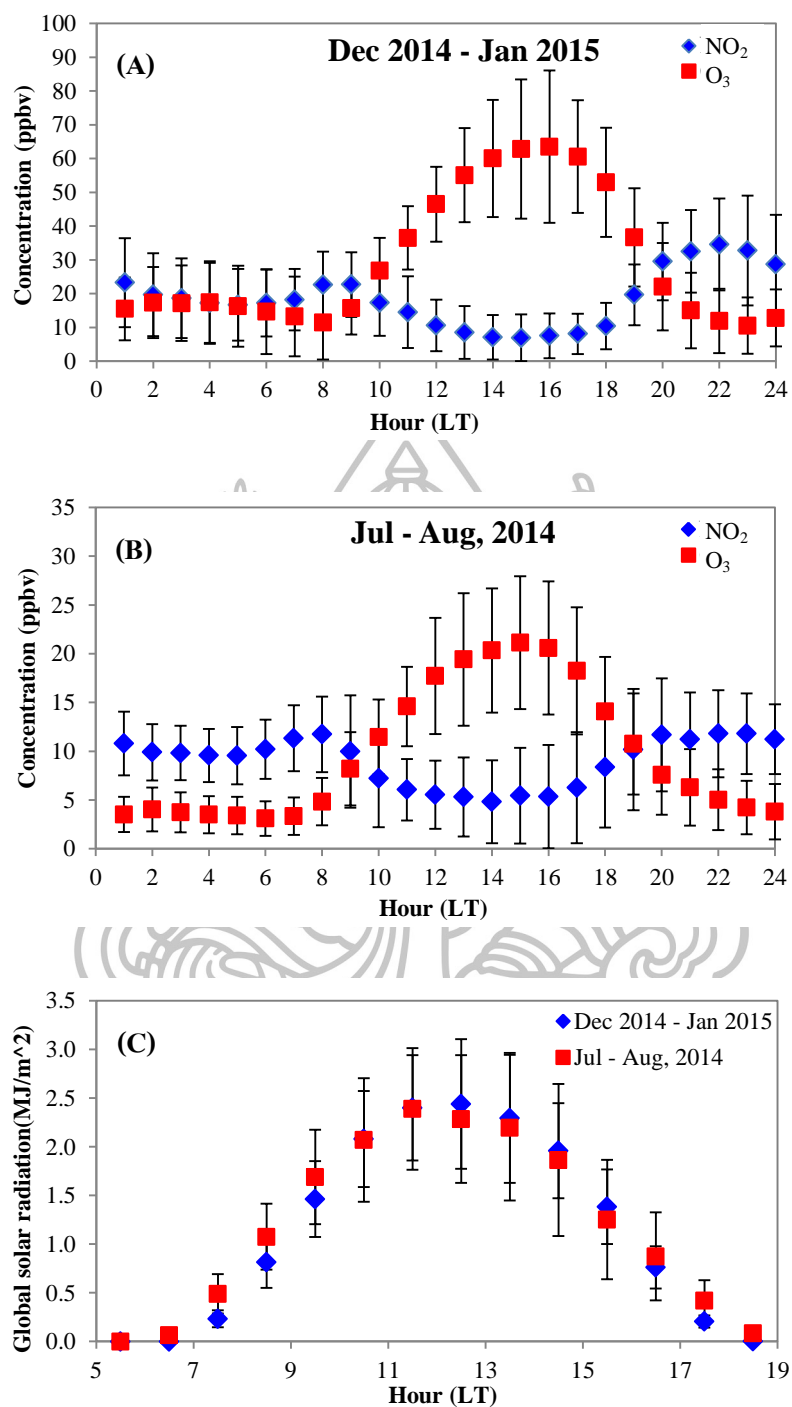 (A)
Dec 2014 - Jan 2015
NO2
O3
Concentration (ppbv)
100
90
80
70
60
50
40
30
20
10
0
0 2 4 6 8 10 12 14 16 18 20 22 24
Hour (LT)
(B)
Jul - Aug, 2014
NO2
O3
Concentration (ppbv)
35
30
25
20
15
10
5
0
0 2 4 6 8 10 12 14 16 18 20 22 24
Hour (LT)
(C)
Dec 2014 - Jan 2015
Jul - Aug, 2014
Global solar radiation(MJ/m^2)
3.5
3.0
2.5
2.0
1.5
1.0
0.5
0.0
5 7 9 11 13 15 17 19
Hour (LT)